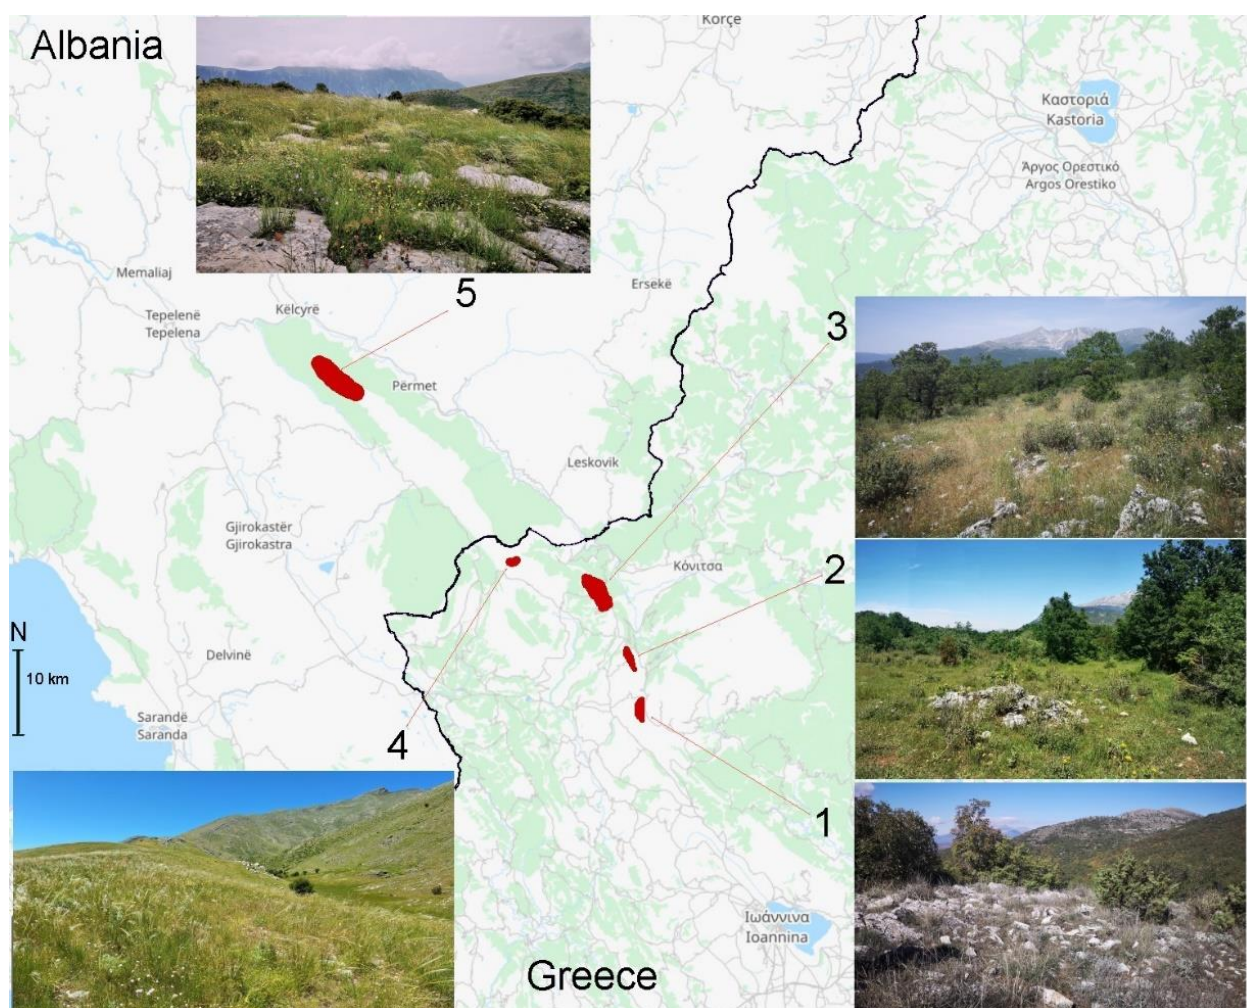 Albania
Korçë
Καστοριά
Kastoria
Άργος Ορεστικό
Argos Orestiko
Memaliaj
5
Ersekë
Këlcyrë
Tepelenë
Tepelena
3
Përmet
Leskovik
Gjirokastër
Gjirokastra
Κόνιτσα
2
N
10 km
Delvinë
Sarandë
Saranda
4
1
Ιωάννινα
Ioannina
Greece